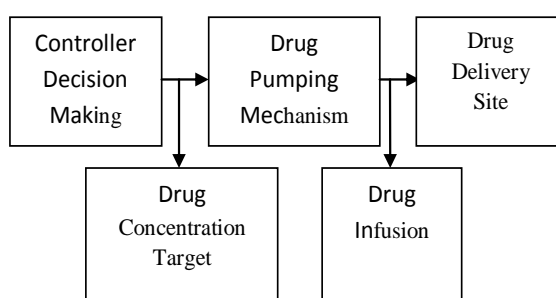 Controller
Decision
Making
Drug
Pumping
Mechanism
Drug
Delivery
Site
Drug
Concentration
Target
Drug
Infusion